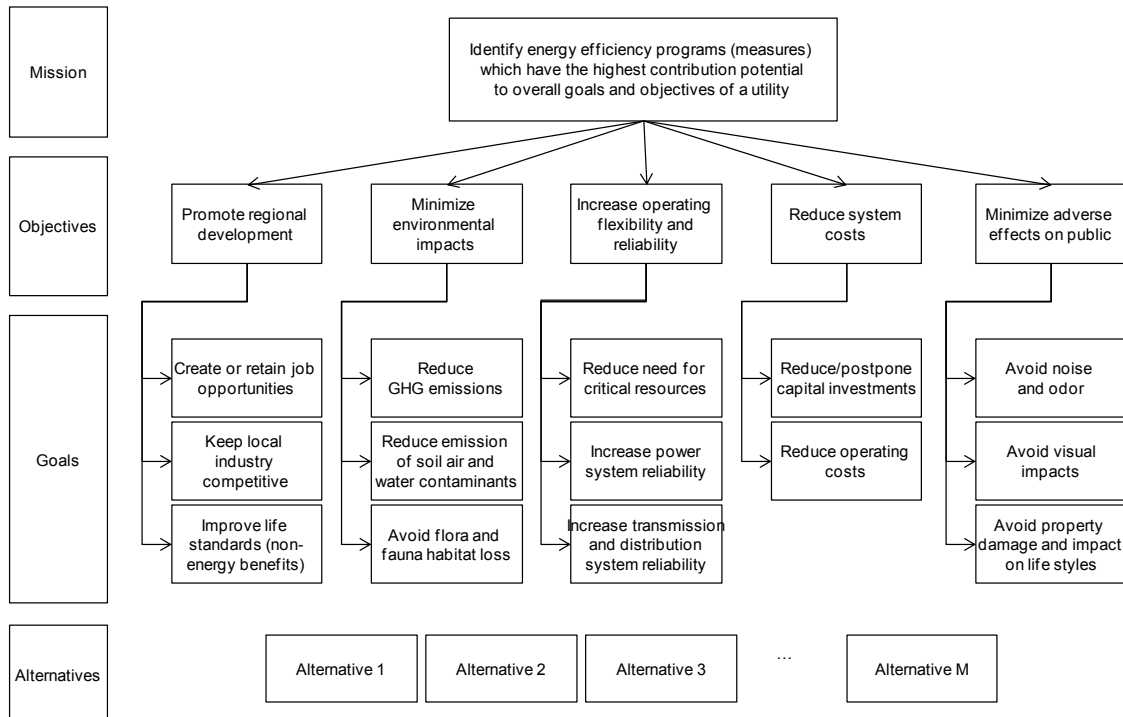 Mission
Identify energy efficiency programs (measures)
which have the highest contribution potential
to overall goals and objectives of a utility
Objectives
Promote regional
development
Minimize
environmental
impacts
Increase operating
flexibility and
reliability
Reduce system
costs
Minimize adverse
effects on public
Goals
Create or retain job
opportunities
Keep local
industry
competitive
Improve life
standards (non-
energy benefits)
Reduce
GHG emissions
Reduce emission
of soil air and
water contaminants
Avoid flora and
fauna habitat loss
Reduce need for
critical resources
Increase power
system reliability
Increase transmission
and distribution
system reliability
Reduce/postpone
capital investments
Reduce operating
costs
Avoid noise
and odor
Avoid visual
impacts
Avoid property
damage and impact
on life styles
Alternatives
Alternative 1
Alternative 2
Alternative 3
...
Alternative M